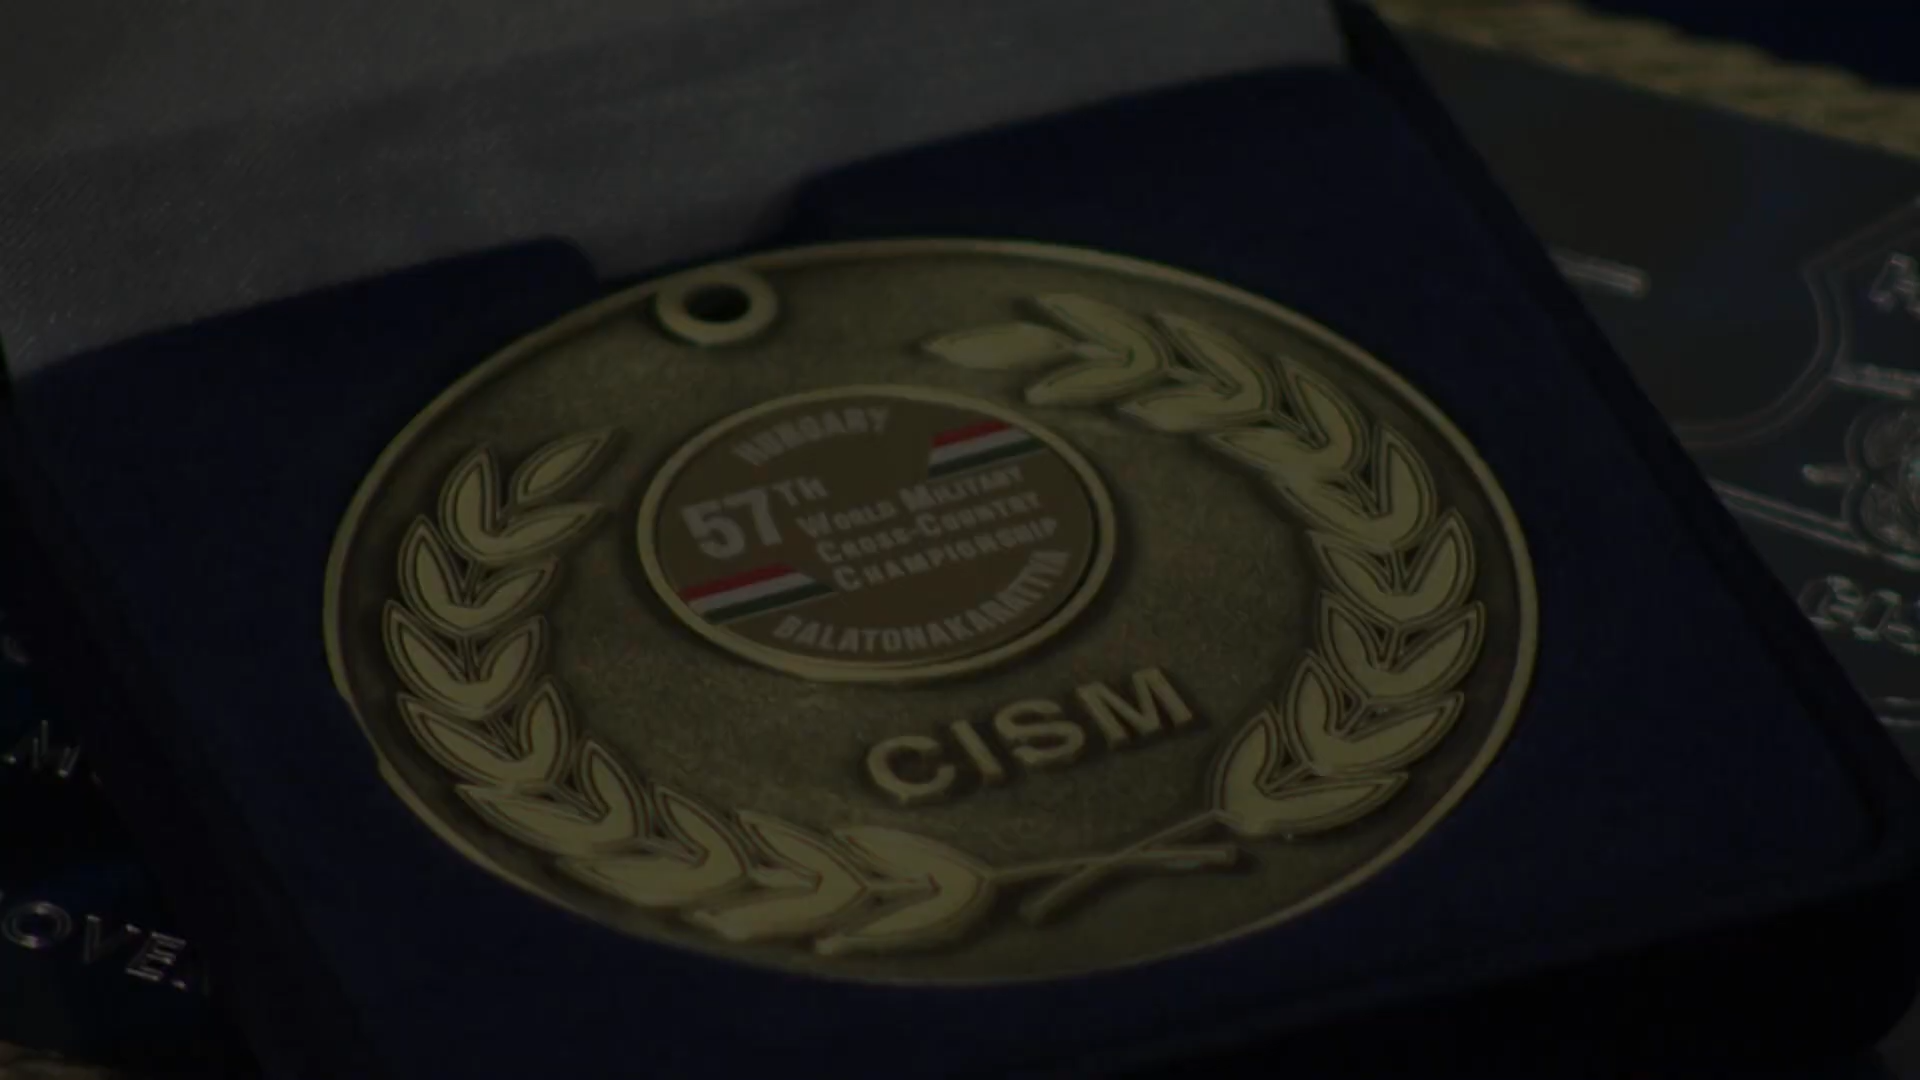 HUNGARY
57TH
WORLD MILITARY
CROSS-COUNTRY
CHAMPIONSHIP
BALATONAKARATTYA
CISM